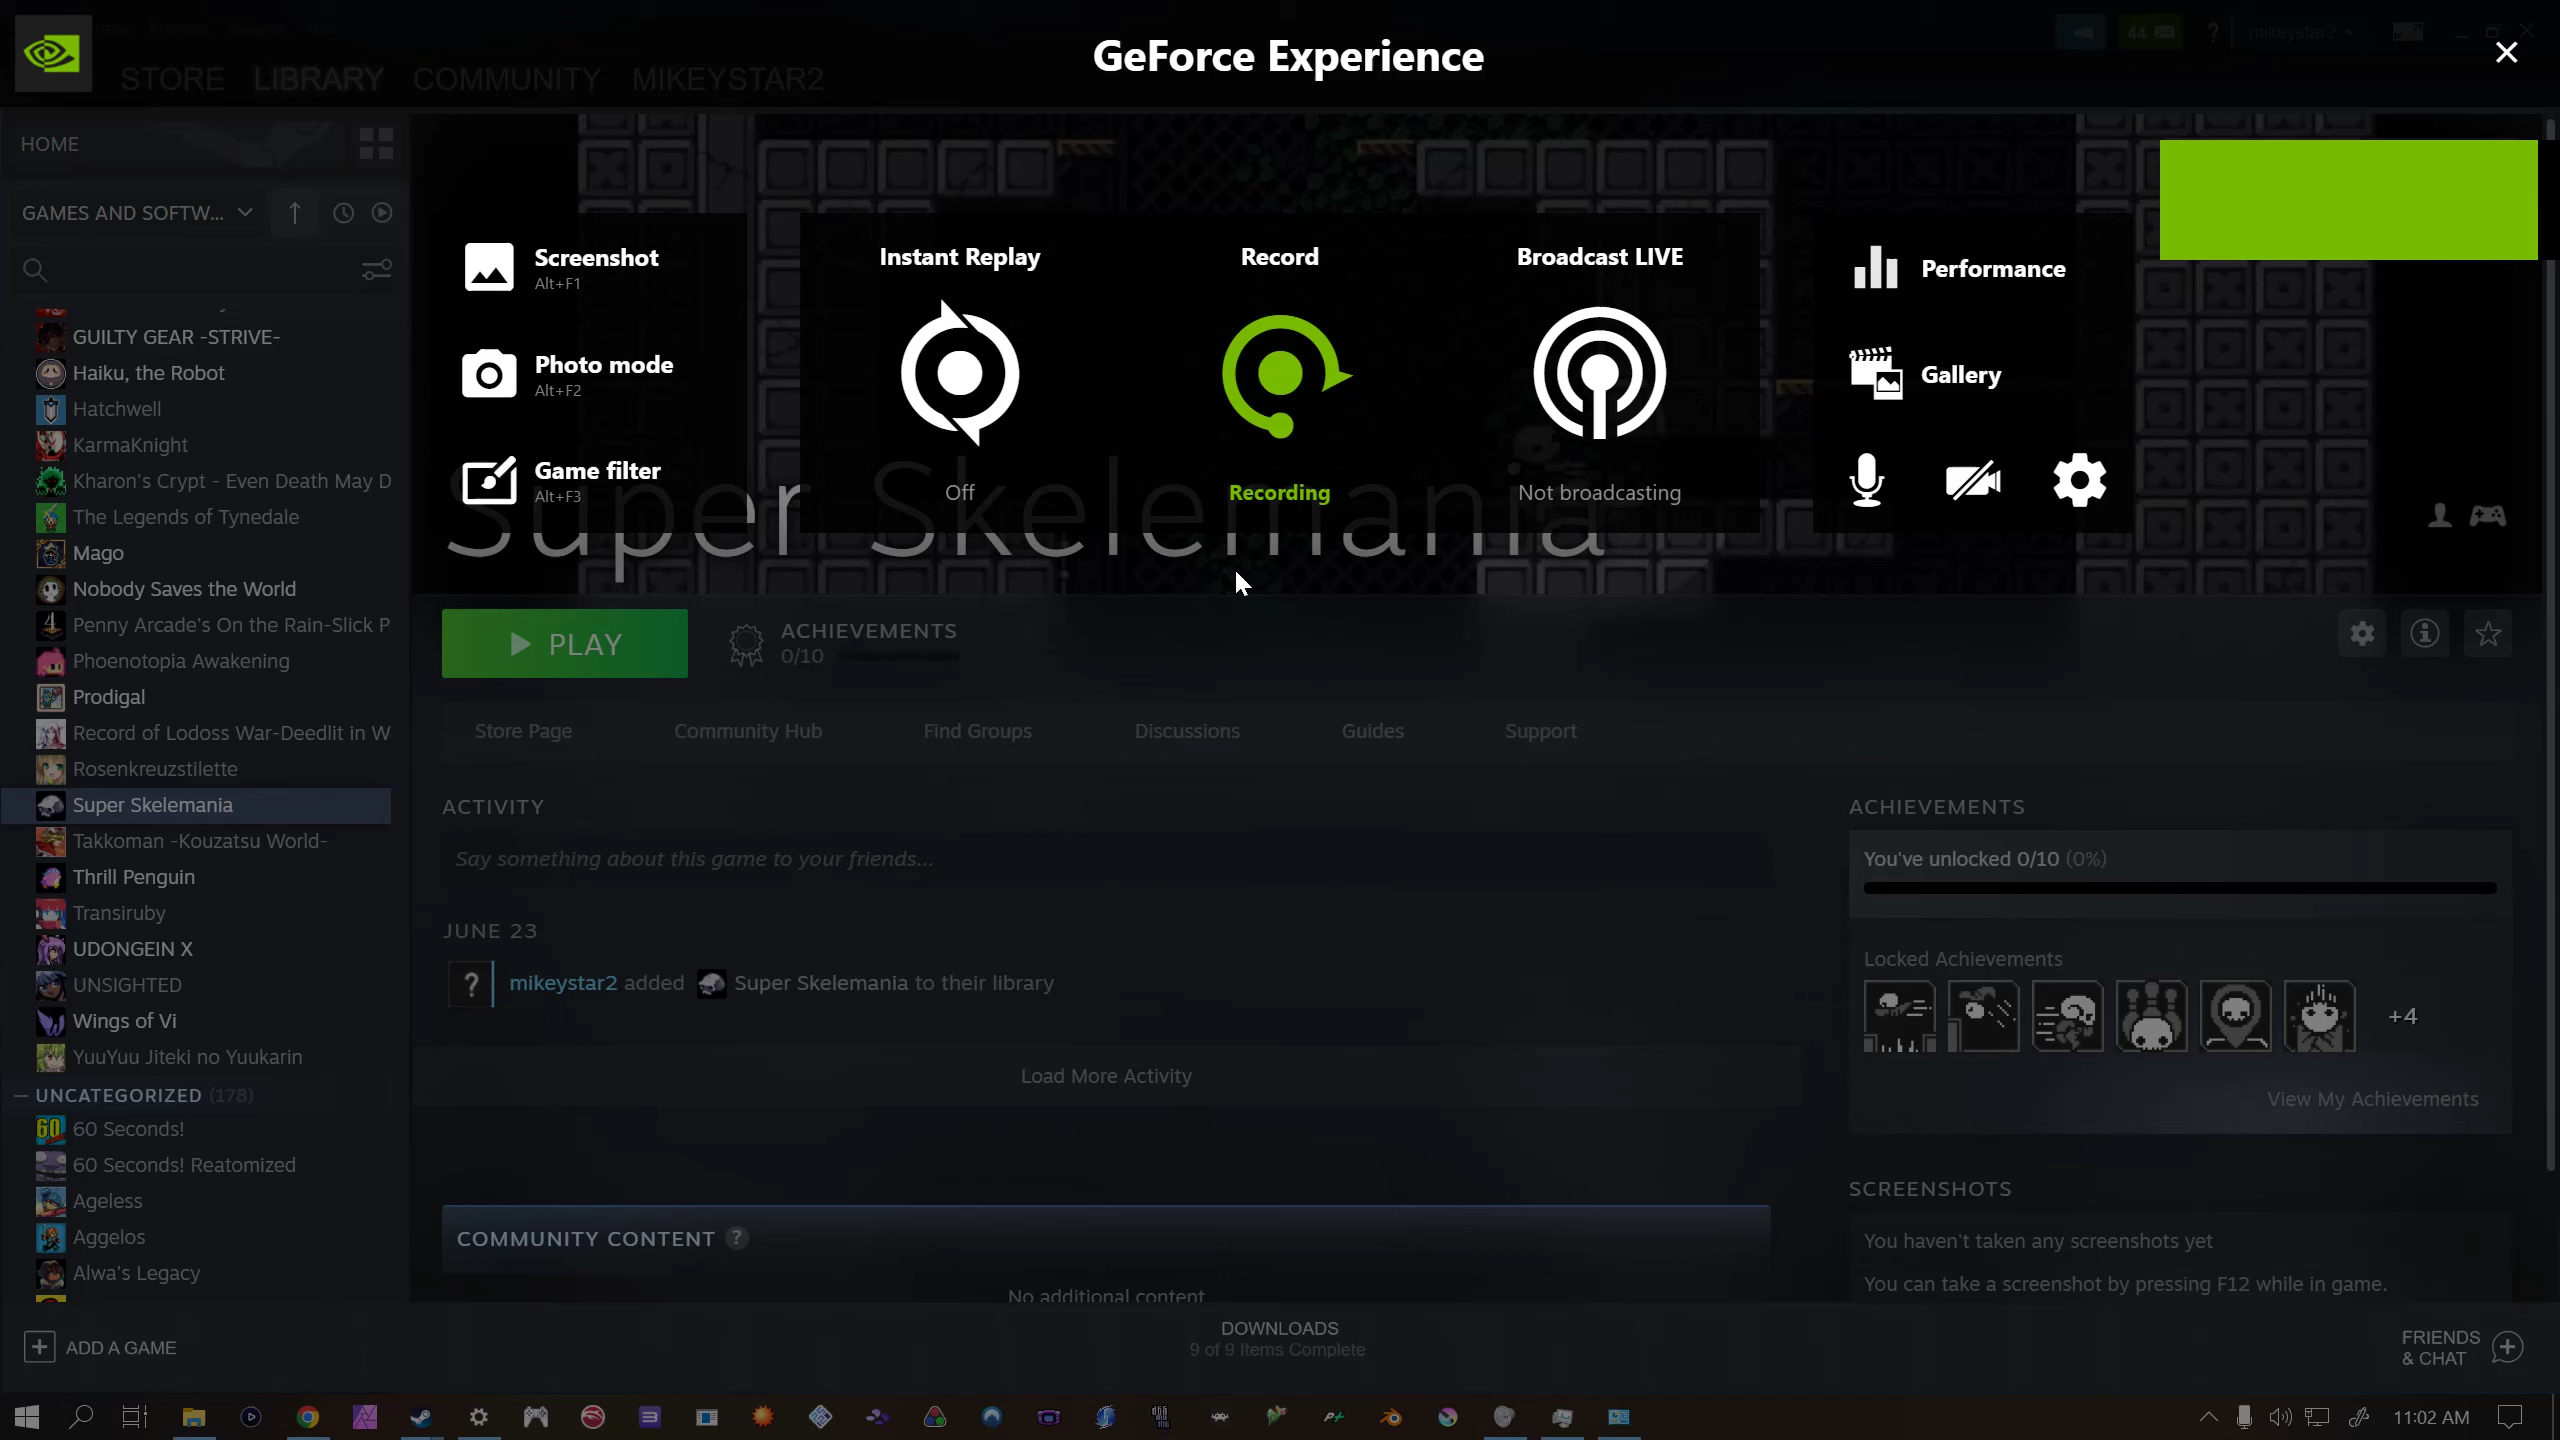 GeForce Experience
44
?
mikeystar2
STORE
LIBRARY
COMMUNITY
MIKEYSTAR2
HOME
GAMES AND SOFTW...
GUILTY GEAR -STRIVE-
Haiku, the Robot
Hatchwell
KarmaKnight
Kharon's Crypt - Even Death May D
The Legends of Tynedale
Mago
Nobody Saves the World
Penny Arcade's On the Rain-Slick P
Phoenotopia Awakening
Prodigal
Record of Lodoss War-Deedlit in W
Rosenkreuzstilette
Super Skelemania
Takkoman -Kouzatsu World-
Thrill Penguin
Transiruby
UDONGEIN X
UNSIGHTED
Wings of Vi
YuuYuu Jiteki no Yuukarin
UNCATEGORIZED (178)
60 Seconds!
60 Seconds! Reatomized
Ageless
Aggelos
Alwa's Legacy
Screenshot
Alt+F1
Photo mode
Alt+F2
Game filter
Alt+F3
Instant Replay
Off
Record
Recording
Broadcast LIVE
Not broadcasting
Performance
Gallery
Super Skelemania
PLAY
ACHIEVEMENTS
0/10
Store Page
Community Hub
Find Groups
Discussions
Guides
Support
ACTIVITY
Say something about this game to your friends...
JUNE 23
? mikeystar2 added Super Skelemania to their library
Load More Activity
COMMUNITY CONTENT ?
No additional content
ACHIEVEMENTS
You've unlocked 0/10 (0%)
Locked Achievements
+4
View My Achievements
SCREENSHOTS
You haven't taken any screenshots yet
You can take a screenshot by pressing F12 while in game.
ADD A GAME
DOWNLOADS
9 of 9 Items Complete
FRIENDS
& CHAT
11:02 AM